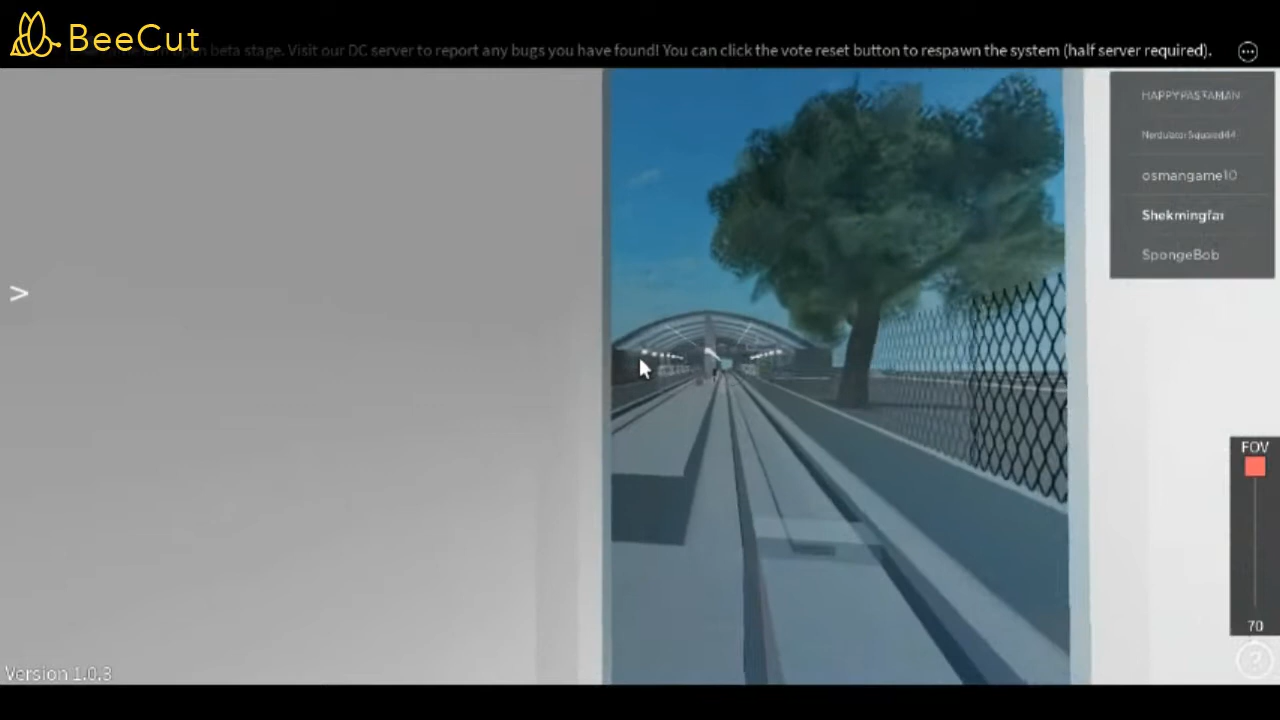 BeeCut
beta stage. Visit our DC server to report any bugs you have found! You can click the vote reset button to respawn the system (half server required).
HAPPYPASTAMAN
osmangame10
Shekmingfai
SpongeBob
>
FOV
70
?
Version 1.0.3